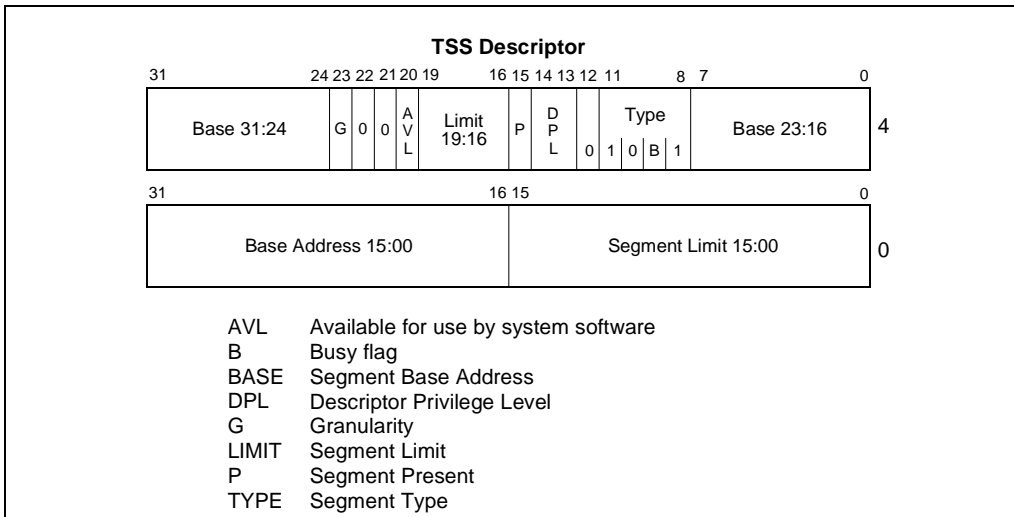 TSS Descriptor
31 24 23 22 21 20 19 16 15 14 13 12 11 8 7 0
Base 31:24 G 0 0 AVL Limit 19:16 P DPL 0 Type 1 0 B 1 Base 23:16 4
31 16 15 0
Base Address 15:00 Segment Limit 15:00 0
AVL Available for use by system software
B Busy flag
BASE Segment Base Address
DPL Descriptor Privilege Level
G Granularity
LIMIT Segment Limit
P Segment Present
TYPE Segment Type